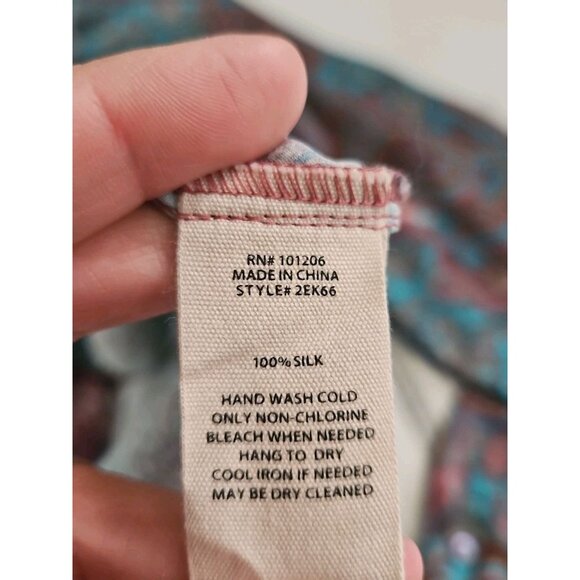 RN# 101206
MADE IN CHINA
STYLE# 2EK66
100% SILK
HAND WASH COLD
ONLY NON-CHLORINE
BLEACH WHEN NEEDED
HANG TO DRY
COOL IRON IF NEEDED
MAY BE DRY CLEANED